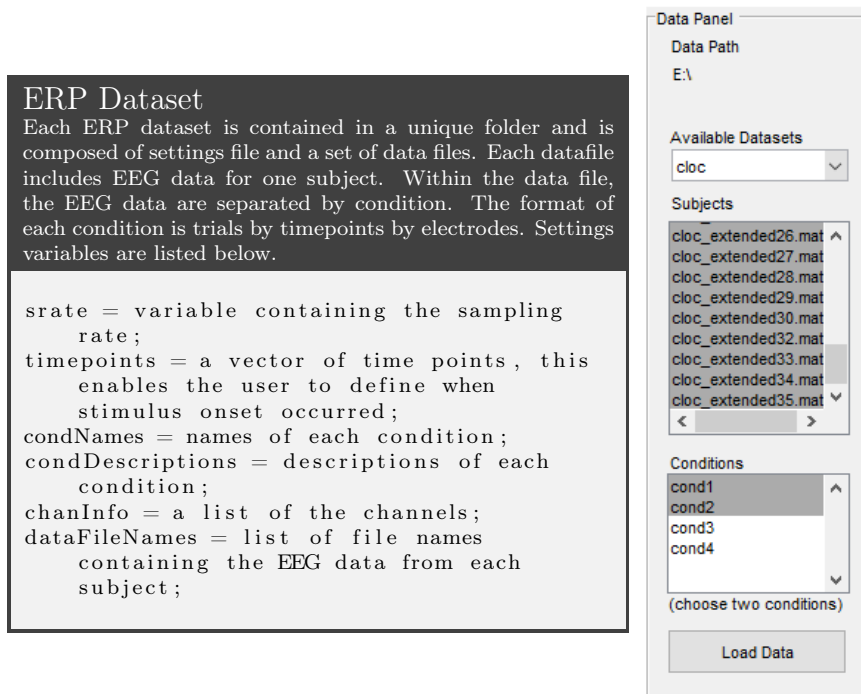 ERP Dataset
Each ERP dataset is contained in a unique folder and is
composed of settings file and a set of data files. Each datafile
includes EEG data for one subject. Within the data file,
the EEG data are separated by condition. The format of
each condition is trials by timepoints by electrodes. Settings
variables are listed below.
srate = variable containing the sampling
rate;
timepoints = a vector of time points, this
enables the user to define when
stimulus onset occurred;
condNames = names of each condition;
condDescriptions = descriptions of each
condition;
chanInfo = a list of the channels;
dataFileNames = list of file names
containing the EEG data from each
subject;
Data Panel
Data Path
E:\
Available Datasets
cloc
Subjects
cloc_extended26.mat
cloc_extended27.mat
cloc_extended28.mat
cloc_extended29.mat
cloc_extended30.mat
cloc_extended32.mat
cloc_extended33.mat
cloc_extended34.mat
cloc_extended35.mat
Conditions
cond1
cond2
cond3
cond4
(choose two conditions)
Load Data